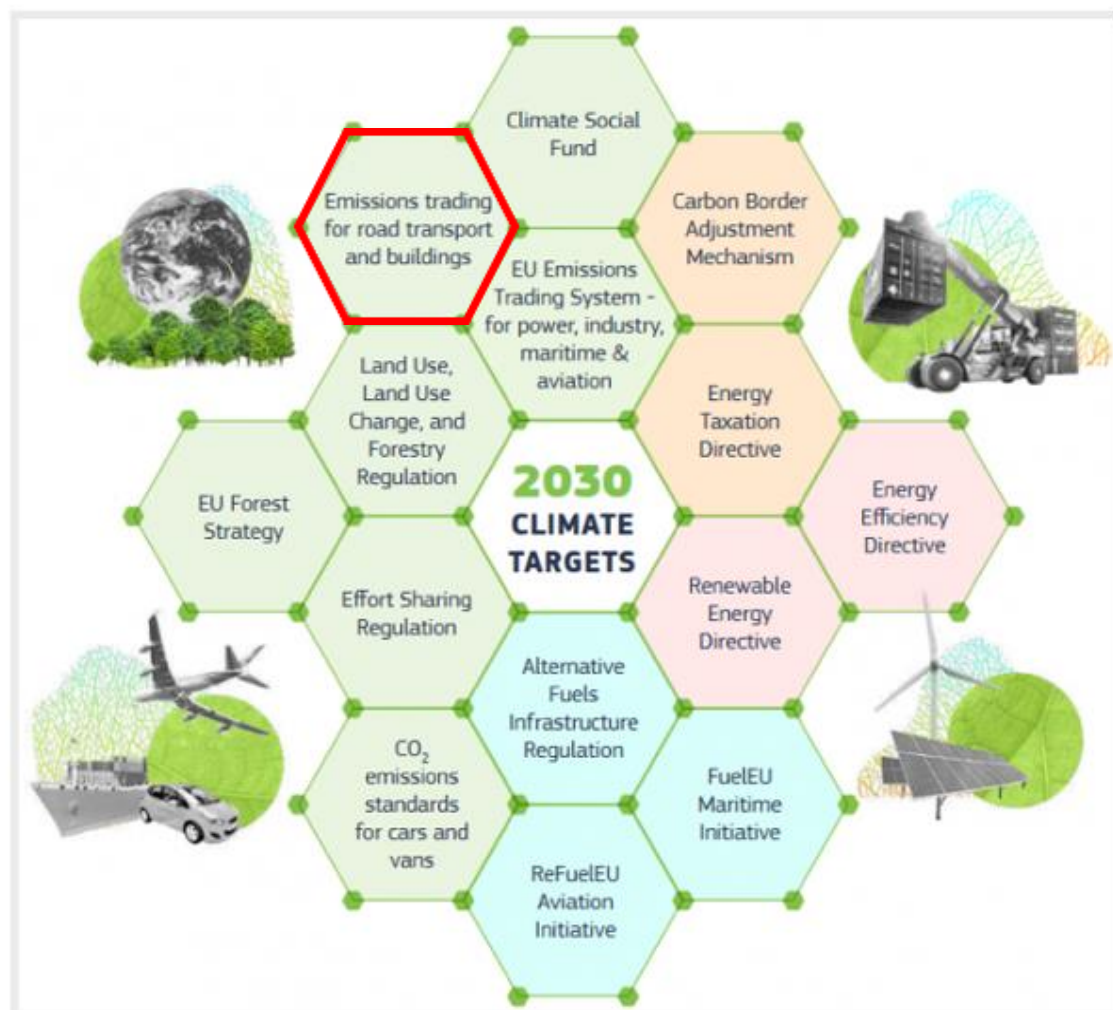 Climate Social
Fund
Emissions trading
for road transport
and buildings
Carbon Border
Adjustment
Mechanism
EU Emissions
Trading System -
for power, industry,
maritime &
aviation
Land Use,
Land Use
Change, and
Forestry
Regulation
Energy
Taxation
Directive
EU Forest
Strategy
2030
CLIMATE
TARGETS
Energy
Efficiency
Directive
Effort Sharing
Regulation
Renewable
Energy
Directive
Alternative
Fuels
Infrastructure
Regulation
CO₂
emissions
standards
for cars and
vans
FuelEU
Maritime
Initiative
ReFuelEU
Aviation
Initiative